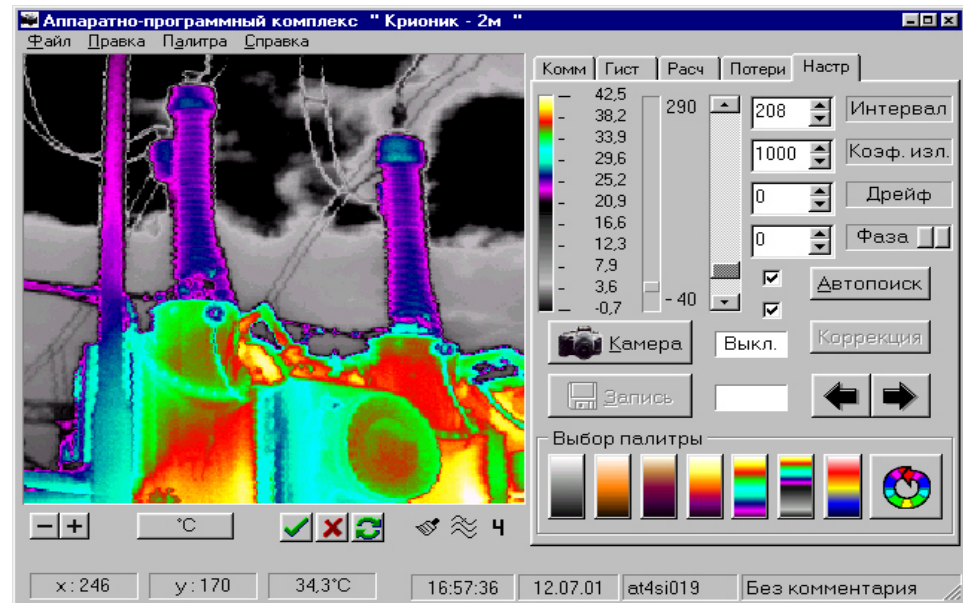 Аппаратно-программный комплекс " Крионик - 2м "
Файл Правка Палитра Справка
Комм Гист Расч Потери Настр
42,5
38,2
33,9
29,6
25,2
20,9
16,6
12,3
7,9
3,6
-0,7
290
- 40
208 Интервал
1000 Коэф. изл.
0 Дрейф
0 Фаза
Автопоиск
Камера Выкл. Коррекция
Запись
Выбор палитры
°C
Ч
x : 246 y : 170 34,3°C 16:57:36 12.07.01 at4si019 Без комментария